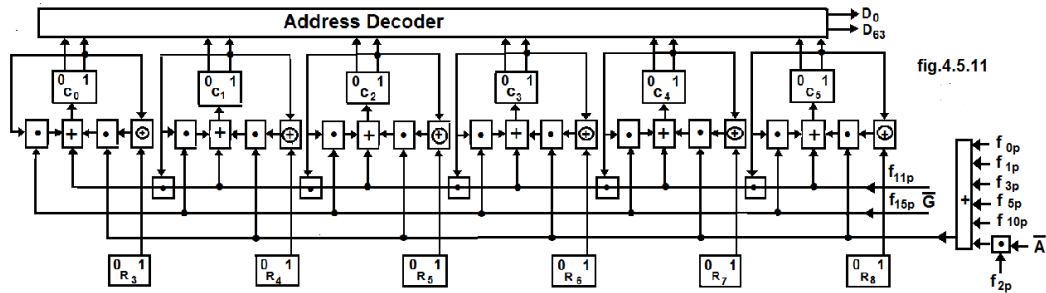 Address Decoder
D0
D63
fig.4.5.11
0 1 0 1 0 1 0 1 0 1 0 1
C0 C1 C2 C3 C4 C5
• + • ⊕ • + • ⊕ • + • ⊕ • + • ⊕ • + • ⊕ • + • ⊕
f0p
f1p
f3p
f5p
f10p
+
• • • • •
f11p
f15p G̅
• A̅
f2p
0 1 0 1 0 1 0 1 0 1 0 1
R3 R4 R5 R6 R7 R8